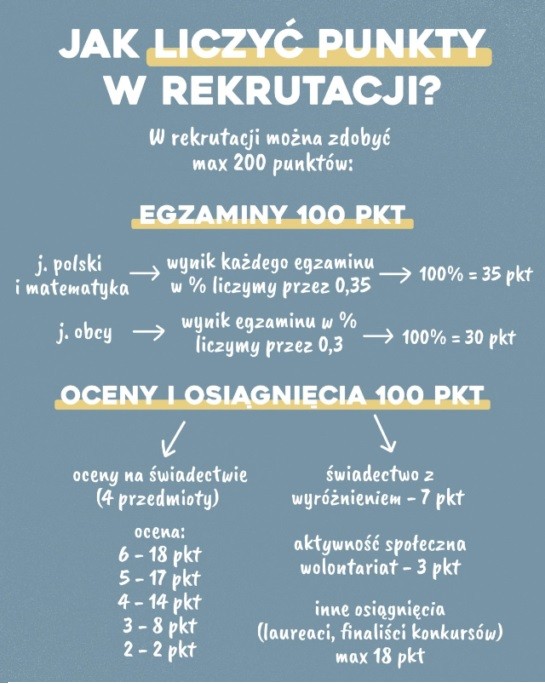 JAK LICZYĆ PUNKTY
W REKRUTACJI?
W rekrutacji można zdobyć
max 200 punktów:
EGZAMINY 100 PKT
j. polski
i matematyka
wynik każdego egzaminu
w % liczymy przez 0,35
100% = 35 pkt
j. obcy
wynik egzaminu w %
liczymy przez 0,3
100% = 30 pkt
OCENY I OSIĄGNIĘCIA 100 PKT
oceny na świadectwie
(4 przedmioty)
ocena:
6 - 18 pkt
5 - 17 pkt
4 - 14 pkt
3 - 8 pkt
2 - 2 pkt
świadectwo z
wyróżnieniem - 7 pkt
aktywność społeczna
wolontariat - 3 pkt
inne osiągnięcia
(laureaci, finaliści konkursów)
max 18 pkt